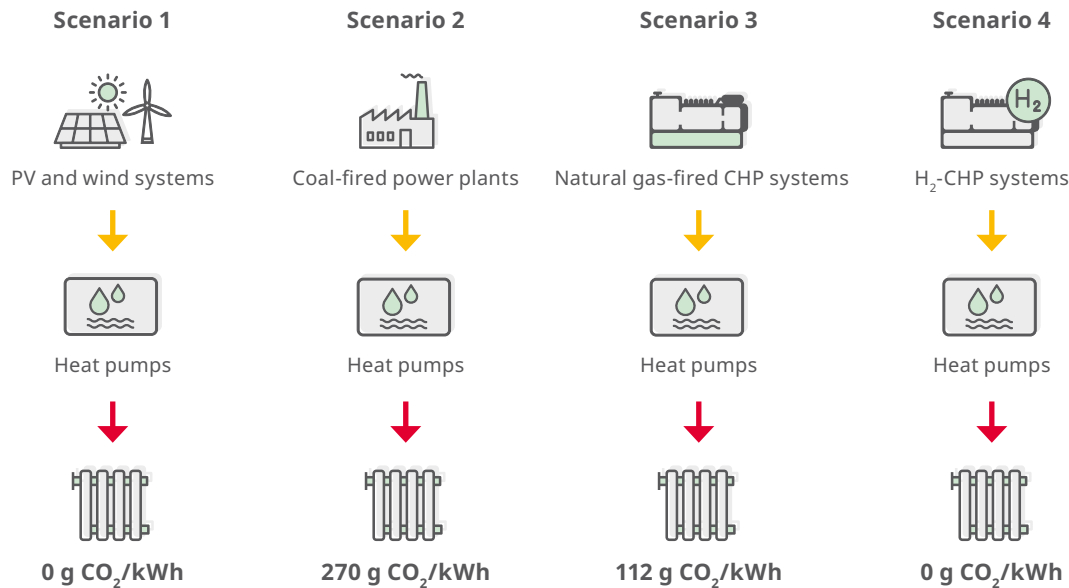 Scenario 1
Scenario 2
Scenario 3
Scenario 4
H₂
PV and wind systems
Coal-fired power plants
Natural gas-fired CHP systems
H₂-CHP systems
Heat pumps
Heat pumps
Heat pumps
Heat pumps
0 g CO₂/kWh
270 g CO₂/kWh
112 g CO₂/kWh
0 g CO₂/kWh